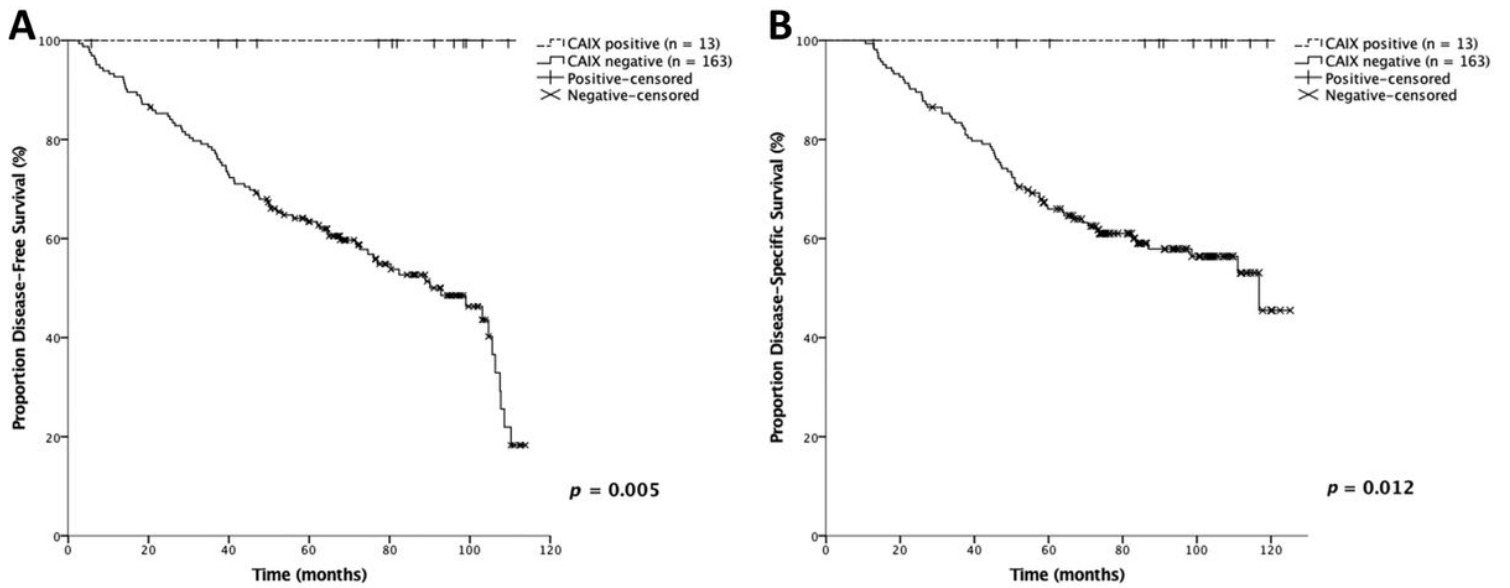 A
Proportion Disease-Free Survival (%)
100
80
60
40
20
0
0 20 40 60 80 100 120
Time (months)
CAIX positive (n = 13)
CAIX negative (n = 163)
Positive-censored
Negative-censored
p = 0.005
B
Proportion Disease-Specific Survival (%)
100
80
60
40
20
0
0 20 40 60 80 100 120
Time (months)
CAIX positive (n = 13)
CAIX negative (n = 163)
Positive-censored
Negative-censored
p = 0.012